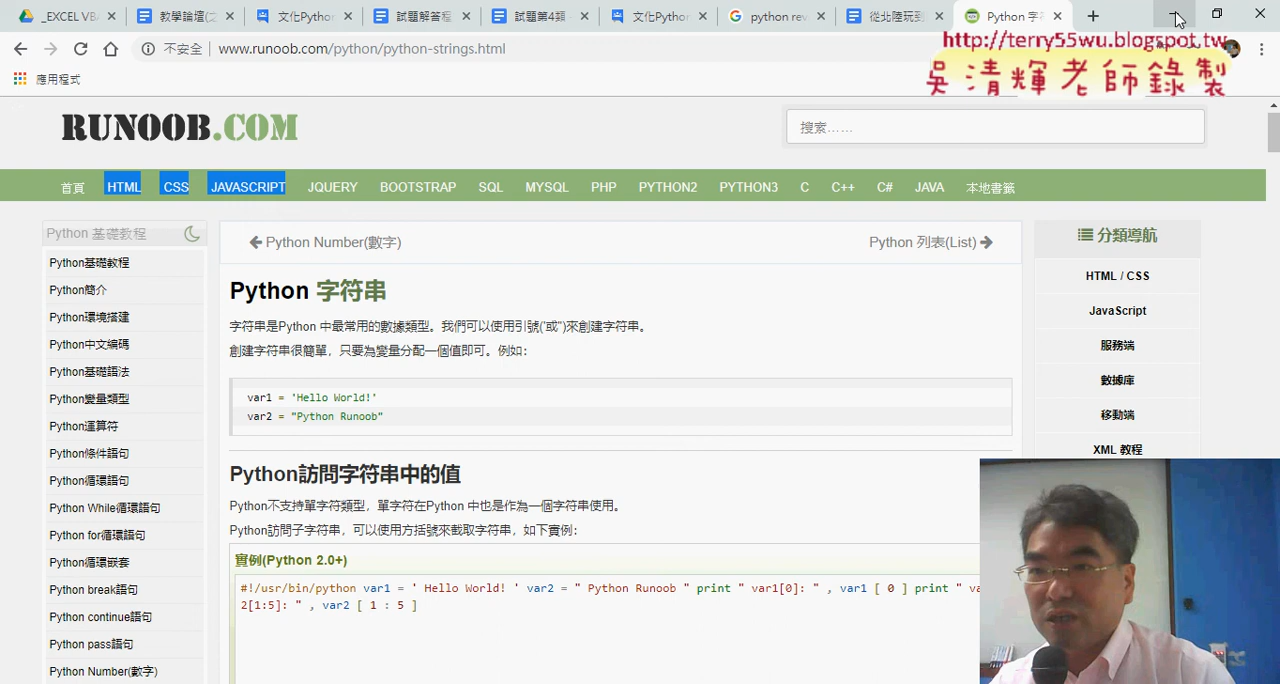 _EXCEL VB
教學論壇(之
文化Python
試題解答程
試題第4類
文化Python
python rev
從北陸玩到
Python 字符
不安全 | www.runoob.com/python/python-strings.html
http://terry55wu.blogspot.tw
應用程式
吳清輝老師錄製
RUNOOB.COM
搜索……
首頁 HTML CSS JAVASCRIPT JQUERY BOOTSTRAP SQL MYSQL PHP PYTHON2 PYTHON3 C C++ C# JAVA 本地書籤
Python 基礎教程
Python基礎教程
Python簡介
Python環境搭建
Python中文編碼
Python基礎語法
Python變量類型
Python運算符
Python條件語句
Python循環語句
Python While循環語句
Python for循環語句
Python循環嵌套
Python break語句
Python continue語句
Python pass語句
Python Number(數字)
Python Number(數字)
Python 列表(List)
Python 字符串
字符串是Python 中最常用的數據類型。我們可以使用引號('或")來創建字符串。
創建字符串很簡單，只要為變量分配一個值即可。例如：
var1 = 'Hello World!'
var2 = "Python Runoob"
Python訪問字符串中的值
Python不支持單字符類型，單字符在Python 中也是作為一個字符串使用。
Python訪問子字符串，可以使用方括號來截取字符串，如下實例：
實例(Python 2.0+)
#!/usr/bin/python var1 = ' Hello World! ' var2 = " Python Runoob " print " var1[0]: " , var1 [ 0 ] print " va
2[1:5]: " , var2 [ 1 : 5 ]
分類導航
HTML / CSS
JavaScript
服務端
數據庫
移動端
XML 教程